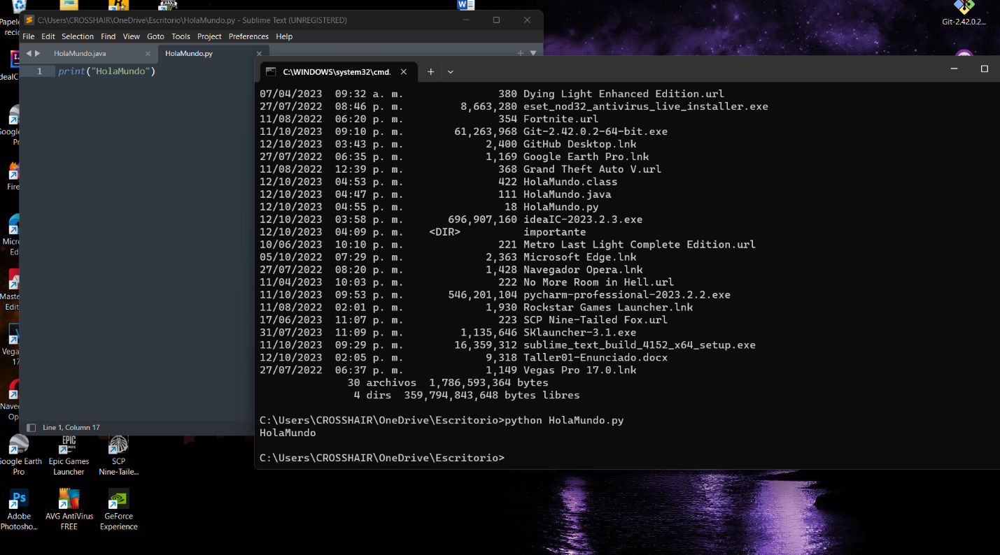 C:\Users\CROSSHAIR\OneDrive\Escritorio\HolaMundo.py - Sublime Text (UNREGISTERED)
File Edit Selection Find View Goto Tools Project Preferences Help
HolaMundo.java
HolaMundo.py
1 print("HolaMundo")
Line 1, Column 17
C:\WINDOWS\system32\cmd.
07/04/2023 09:32 a. m. 380 Dying Light Enhanced Edition.url
27/07/2022 08:46 p. m. 8,663,280 eset_nod32_antivirus_live_installer.exe
11/08/2022 06:20 p. m. 354 Fortnite.url
11/10/2023 09:10 p. m. 61,263,968 Git-2.42.0.2-64-bit.exe
12/10/2023 03:43 p. m. 2,400 GitHub Desktop.lnk
27/07/2022 06:35 p. m. 1,169 Google Earth Pro.lnk
11/08/2022 12:39 p. m. 368 Grand Theft Auto V.url
12/10/2023 04:53 p. m. 422 HolaMundo.class
12/10/2023 04:47 p. m. 111 HolaMundo.java
12/10/2023 04:55 p. m. 18 HolaMundo.py
12/10/2023 03:58 p. m. 696,907,160 ideaIC-2023.2.3.exe
12/10/2023 04:09 p. m. <DIR> importante
10/06/2023 10:10 p. m. 221 Metro Last Light Complete Edition.url
05/10/2022 07:29 p. m. 2,363 Microsoft Edge.lnk
27/07/2022 08:20 p. m. 1,428 Navegador Opera.lnk
11/04/2023 10:03 p. m. 222 No More Room in Hell.url
11/10/2023 09:53 p. m. 546,201,104 pycharm-professional-2023.2.2.exe
11/08/2022 02:01 p. m. 1,930 Rockstar Games Launcher.lnk
17/06/2023 11:07 p. m. 223 SCP Nine-Tailed Fox.url
31/07/2023 11:09 p. m. 1,135,646 SKlauncher-3.1.exe
11/10/2023 09:29 p. m. 16,359,312 sublime_text_build_4152_x64_setup.exe
12/10/2023 02:05 p. m. 9,318 Taller01-Enunciado.docx
27/07/2022 06:37 p. m. 1,149 Vegas Pro 17.0.lnk
30 archivos 1,786,593,364 bytes
4 dirs 359,794,843,648 bytes libres
C:\Users\CROSSHAIR\OneDrive\Escritorio>python HolaMundo.py
HolaMundo
C:\Users\CROSSHAIR\OneDrive\Escritorio>
Git-2.42.0.2...
Papele
recic
dealC
Googl
Pr
Fire
Micro
Ed
Maste
Edit
Vega
17
Nave
Op
Google Earth
Pro
EPIC
GAMES
Epic Games
Launcher
SCP
Nine-Taile...
Ps
Adobe
Photosho...
AVG AntiVirus
FREE
GeForce
Experience